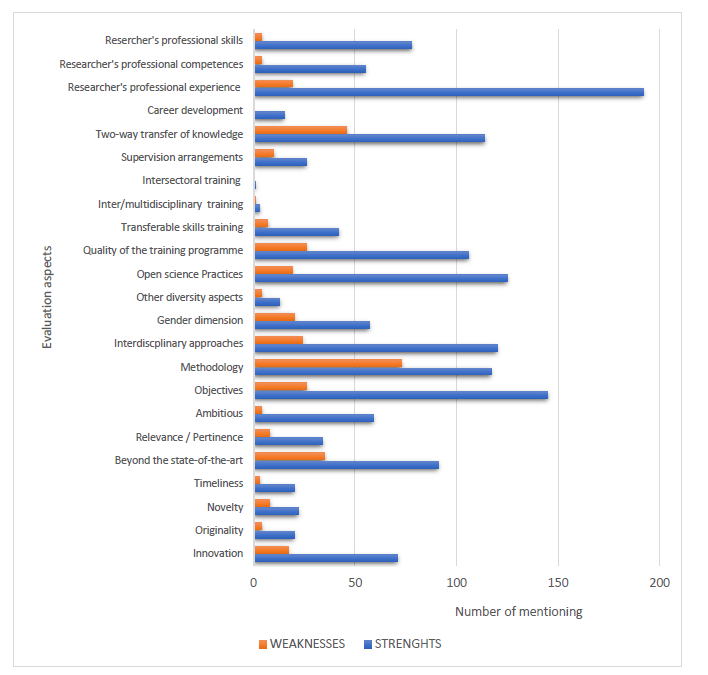 Resercher's professional skills
Researcher's professional competences
Researcher's professional experience
Career development
Two-way transfer of knowledge
Supervision arrangements
Intersectoral training
Inter/multidisciplinary training
Transferable skills training
Quality of the training programme
Open science Practices
Other diversity aspects
Gender dimension
Interdiscplinary approaches
Methodology
Objectives
Ambitious
Relevance / Pertinence
Beyond the state-of-the-art
Timeliness
Novelty
Originality
Innovation
Evaluation aspects
0 50 100 150 200
Number of mentioning
WEAKNESSES STRENGHTS